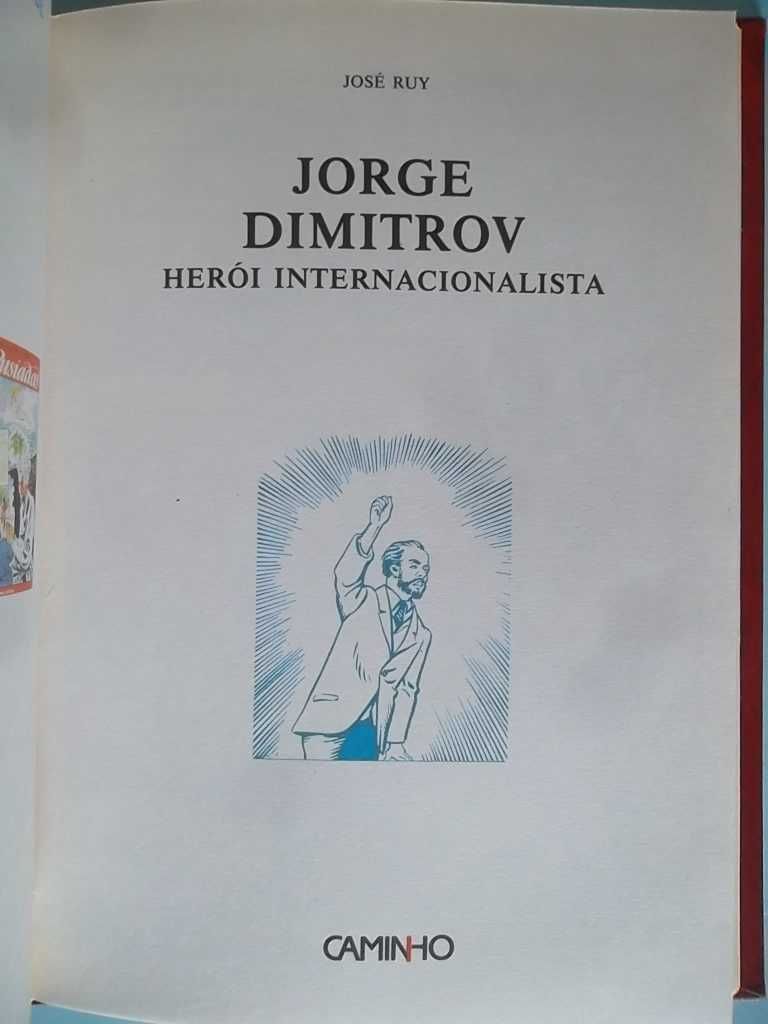 JOSÉ RUY
JORGE
DIMITROV
HERÓI INTERNACIONALISTA
CAMINHO